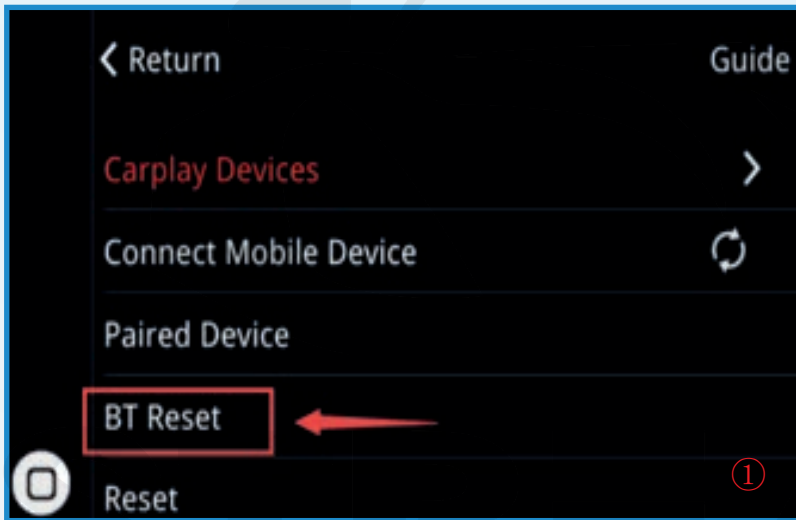 Return
Guide
Carplay Devices
Connect Mobile Device
Paired Device
BT Reset
Reset
①